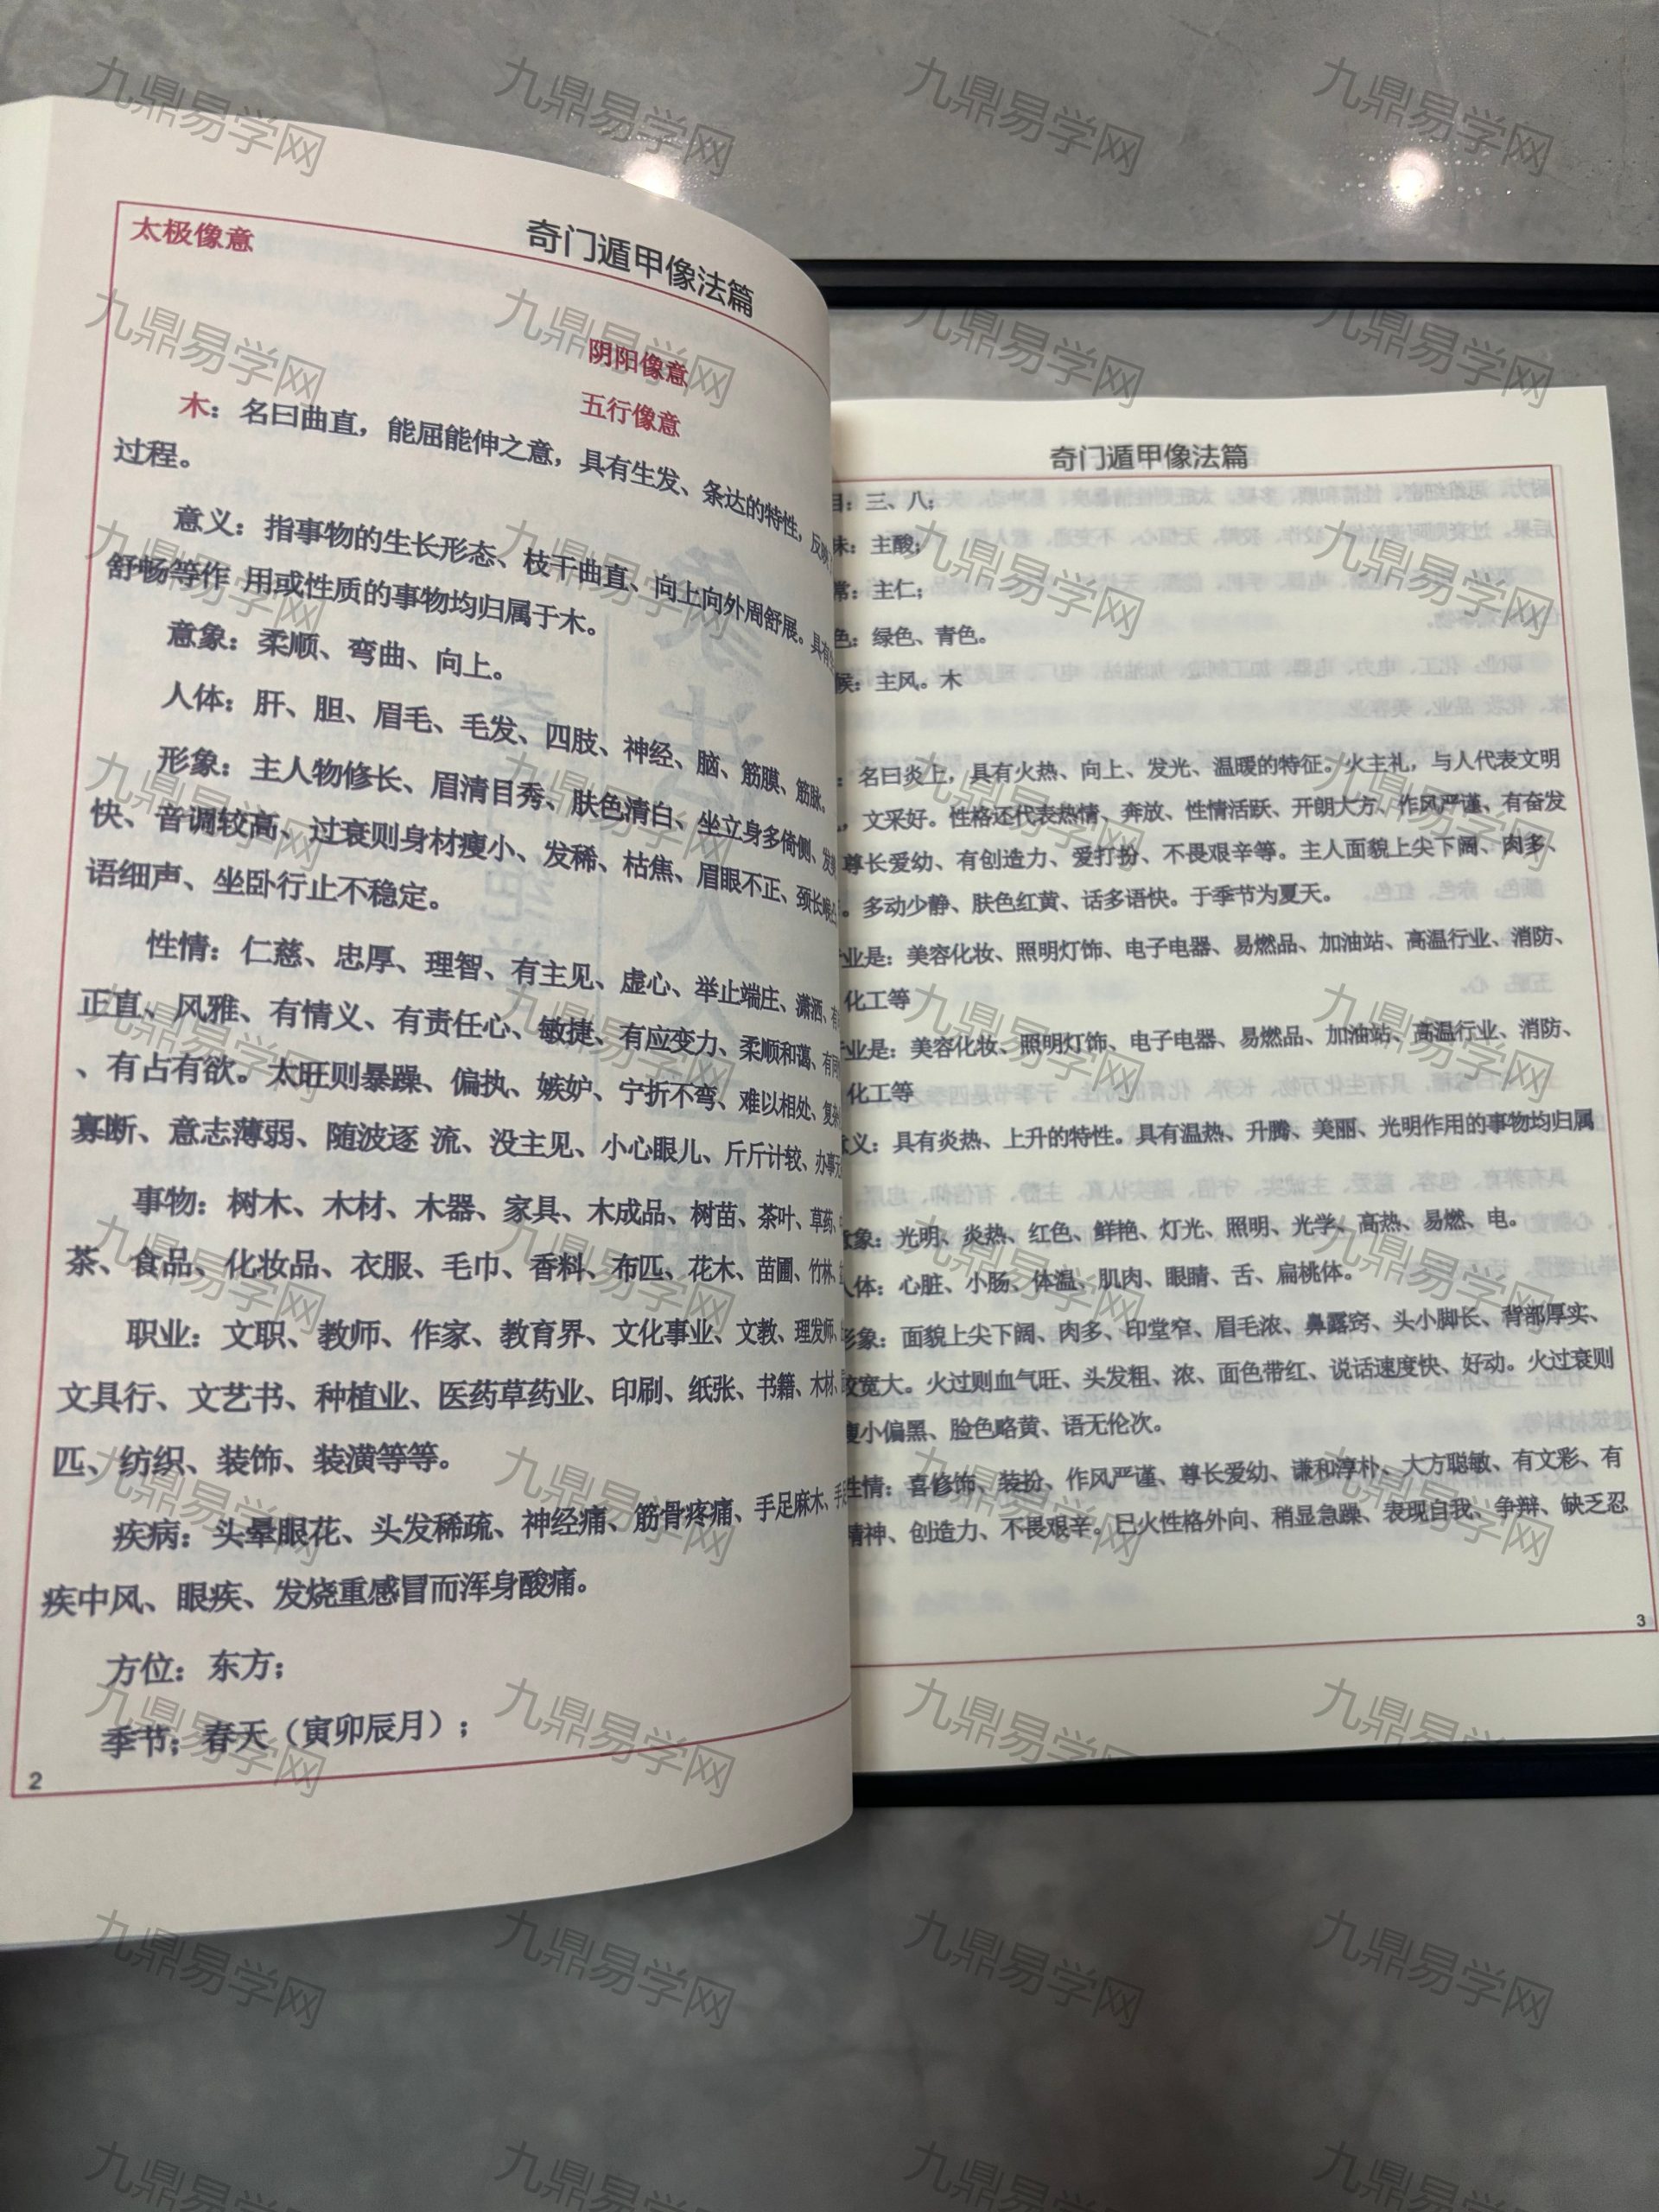 奇门遁甲像法篇
太极像意
阴阳像意
五行像意
木：名曰曲直，能屈能伸之意，具有生发、条达的特性，反映
过程。
意义：指事物的生长形态、枝干曲直、向上向外周舒展。具有
舒畅等作 用或性质的事物均归属于木。
意象：柔顺、弯曲、向上。
人体：肝、胆、眉毛、毛发、四肢、神经、脑、筋膜、筋脉。
形象：主人物修长、眉清目秀、肤色清白、坐立身多倚侧、发
快、音调较高、过衰则身材瘦小、发稀、枯焦、眉眼不正、颈长喉
语细声、坐卧行止不稳定。
性情：仁慈、忠厚、理智、有主见、虚心、举止端庄、潇洒、有
正直、风雅、有情义、有责任心、敏捷、有应变力、柔顺和蔼、有同
、有占有欲。太旺则暴躁、偏执、嫉妒、宁折不弯、难以相处、复
寡断、意志薄弱、随波逐 流、没主见、小心眼儿、斤斤计较、办事
事物：树木、木材、木器、家具、木成品、树苗、茶叶、草药、
茶、食品、化妆品、衣服、毛巾、香料、布匹、花木、苗圃、竹林、
职业：文职、教师、作家、教育界、文化事业、文教、理发师、
文具行、文艺书、种植业、医药草药业、印刷、纸张、书籍、木材、
匹、纺织、装饰、装潢等等。
疾病：头晕眼花、头发稀疏、神经痛、筋骨疼痛、手足麻木、手足
疾中风、眼疾、发烧重感冒而浑身酸痛。
方位：东方；
季节；春天（寅卯辰月）；
2
奇门遁甲像法篇
：三、八；
味：主酸；
常：主仁；
色：绿色、青色。
候：主风。木
：名曰炎上，具有火热、向上、发光、温暖的特征。火主礼，与人代表文明
，文采好。性格还代表热情、奔放、性情活跃、开朗大方、作风严谨、有奋发
尊长爱幼、有创造力、爱打扮、不畏艰辛等。主人面貌上尖下阔、肉多、
。多动少静、肤色红黄、话多语快。于季节为夏天。
业是：美容化妆、照明灯饰、电子电器、易燃品、加油站、高温行业、消防、
化工等
业是：美容化妆、照明灯饰、电子电器、易燃品、加油站、高温行业、消防、
化工等
义：具有炎热、上升的特性。具有温热、升腾、美丽、光明作用的事物均归属
意象：光明、炎热、红色、鲜艳、灯光、照明、光学、高热、易燃、电。
人体：心脏、小肠、体温、肌肉、眼睛、舌、扁桃体。
形象：面貌上尖下阔、肉多、印堂窄、眉毛浓、鼻露窍、头小脚长、背部厚实、
较宽大。火过则血气旺、头发粗、浓、面色带红、说话速度快、好动。火过衰则
瘦小偏黑、脸色略黄、语无伦次。
性情：喜修饰、装扮、作风严谨、尊长爱幼、谦和淳朴、大方聪敏、有文彩、有
精神、创造力、不畏艰辛。巳火性格外向、稍显急躁、表现自我、争辩、缺乏忍
3
九鼎易学网